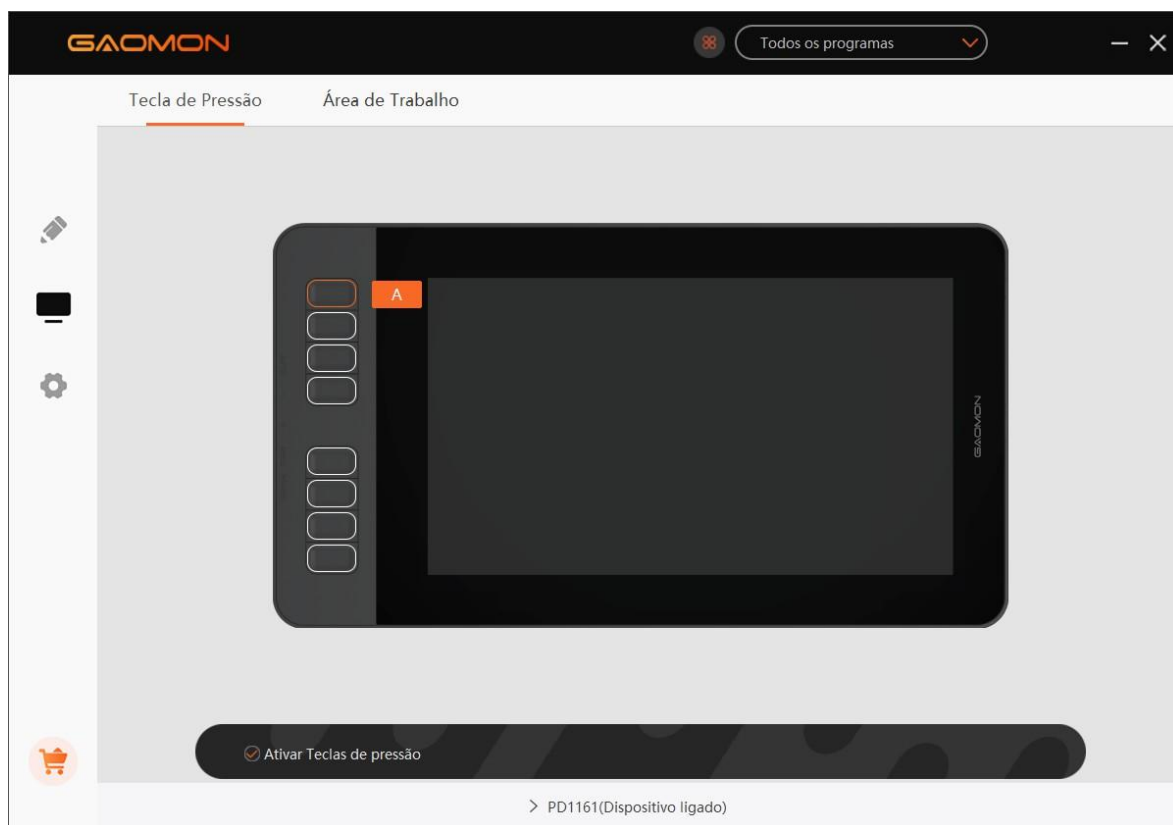 GAOMON
Todos os programas
Tecla de Pressão Área de Trabalho
A
GAOMON
Ativar Teclas de pressão
PD1161(Dispositivo ligado)